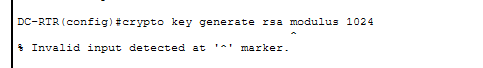 DC-RTR(config)#crypto key generate rsa modulus 1024
^
% Invalid input detected at '^' marker.